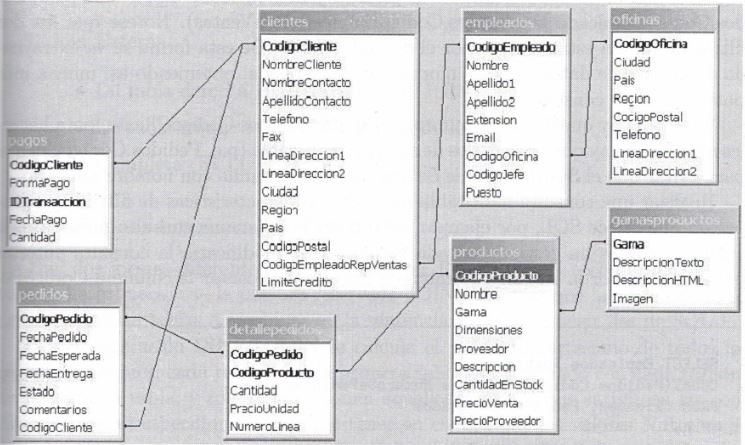 clientes
CodigoCliente
NombreCliente
NombreContacto
ApellidoContacto
Telefono
Fax
LineaDireccion1
LineaDireccion2
Ciudad
Region
Pais
CodigoPostal
CodigoEmpleadoRepVentas
LimiteCredito
empleados
CodigoEmpleado
Nombre
Apellido1
Apellido2
Extension
Email
CodigoOficina
CodigoJefe
Puesto
oficinas
CodigoOficina
Ciudad
Pais
Region
CodigoPostal
Telefono
LineaDireccion1
LineaDireccion2
pagos
CodigoCliente
FormaPago
IDTransaccion
FechaPago
Cantidad
gamasproductos
Gama
DescripcionTexto
DescripcionHTML
Imagen
productos
CodigoProducto
Nombre
Gama
Dimensiones
Proveedor
Descripcion
CantidadEnStock
PrecioVenta
PrecioProveedor
pedidos
CodigoPedido
FechaPedido
FechaEsperada
FechaEntrega
Estado
Comentarios
CodigoCliente
detallepedidos
CodigoPedido
CodigoProducto
Cantidad
PrecioUnidad
NumeroLinea